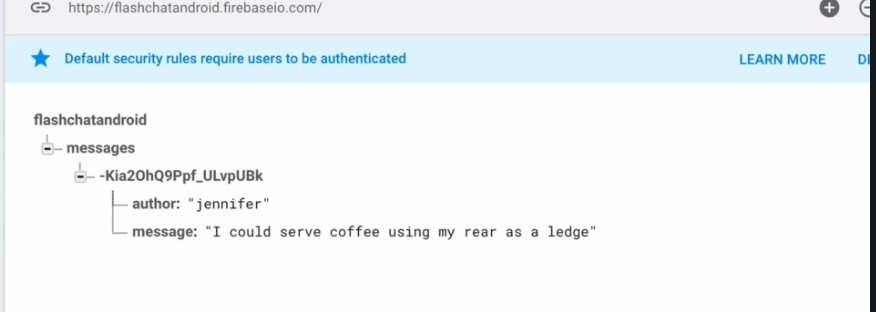 https://flashchatandroid.firebaseio.com/
Default security rules require users to be authenticated LEARN MORE
flashchatandroid
messages
-Kia2OhQ9Ppf_ULvpUBk
author: "jennifer"
message: "I could serve coffee using my rear as a ledge"